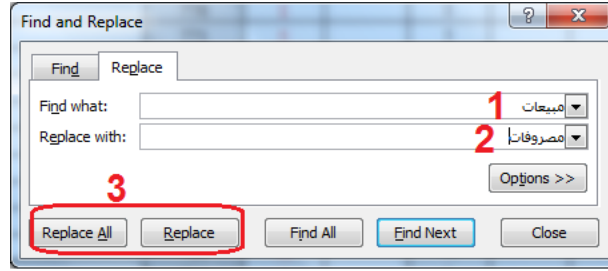 Find and Replace
Find Replace
Find what: مبيعات 1
Replace with: مصروفات 2
Options >>
3
Replace All Replace Find All Find Next Close